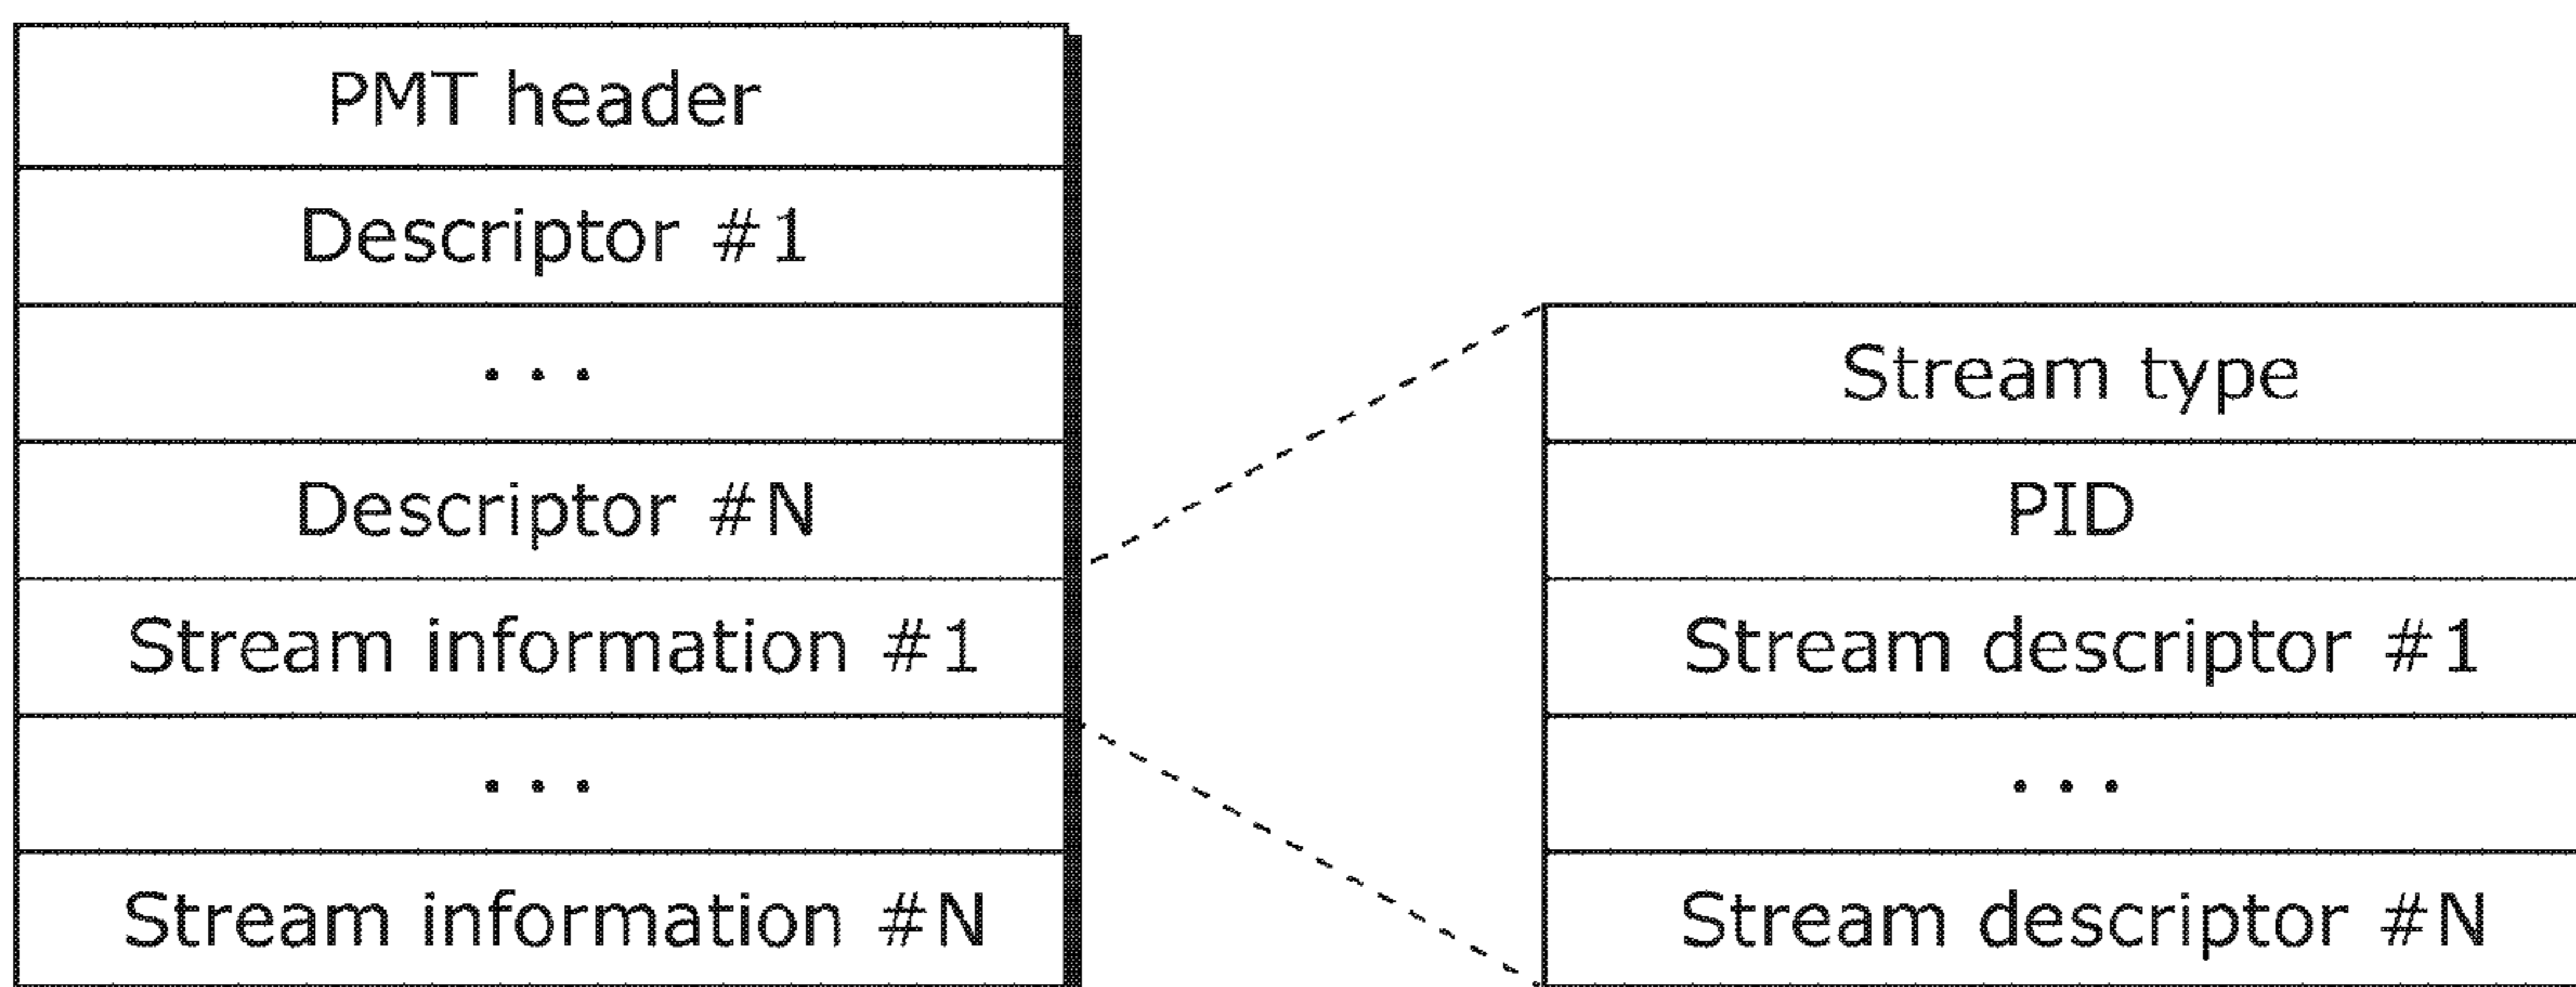 PMT header
Descriptor #1
...
Descriptor #N
Stream information #1
...
Stream information #N
Stream type
PID
Stream descriptor #1
...
Stream descriptor #N